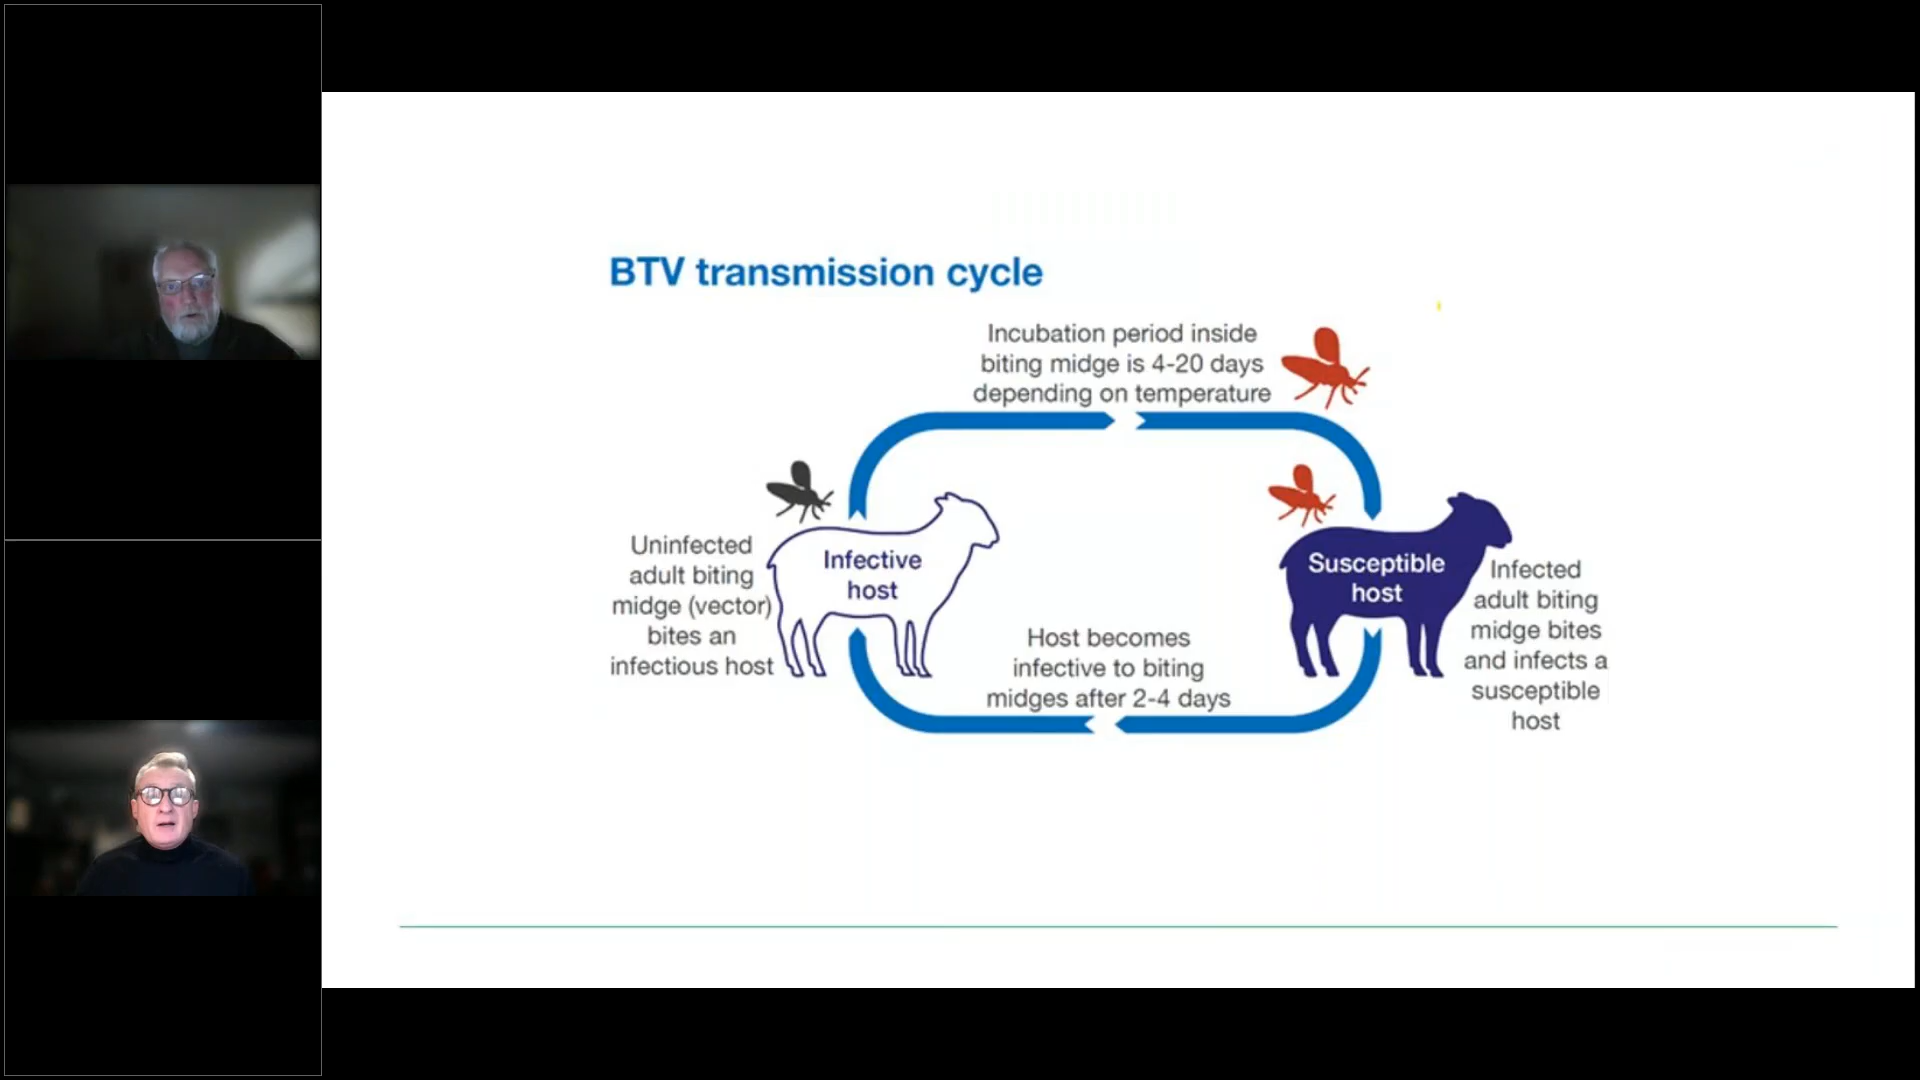 BTV transmission cycle
Incubation period inside
biting midge is 4-20 days
depending on temperature
Uninfected
adult biting
midge (vector)
bites an
infectious host
Infective
host
Susceptible
host
Infected
adult biting
midge bites
and infects a
susceptible
host
Host becomes
infective to biting
midges after 2-4 days